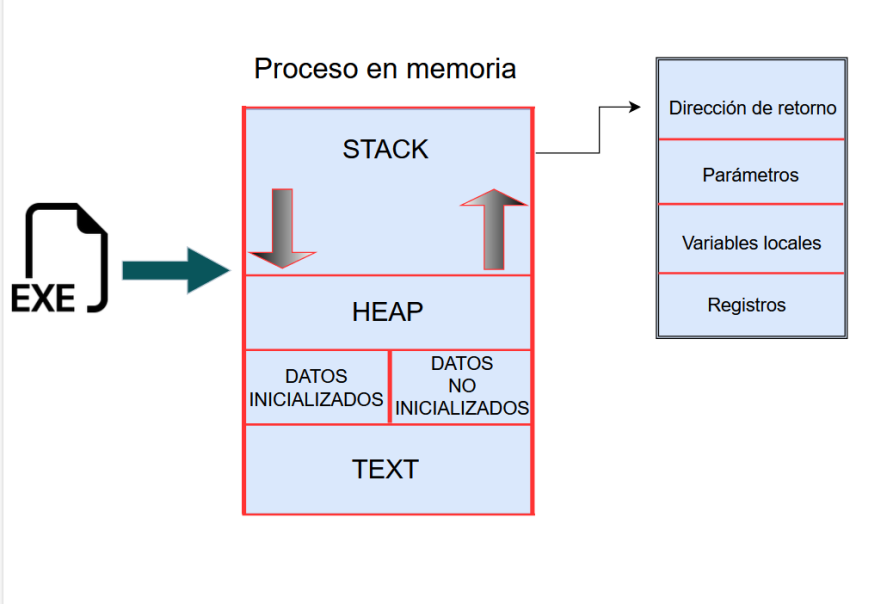 Proceso en memoria
STACK
Dirección de retorno
Parámetros
Variables locales
Registros
EXE
HEAP
DATOS
INICIALIZADOS
DATOS
NO
INICIALIZADOS
TEXT